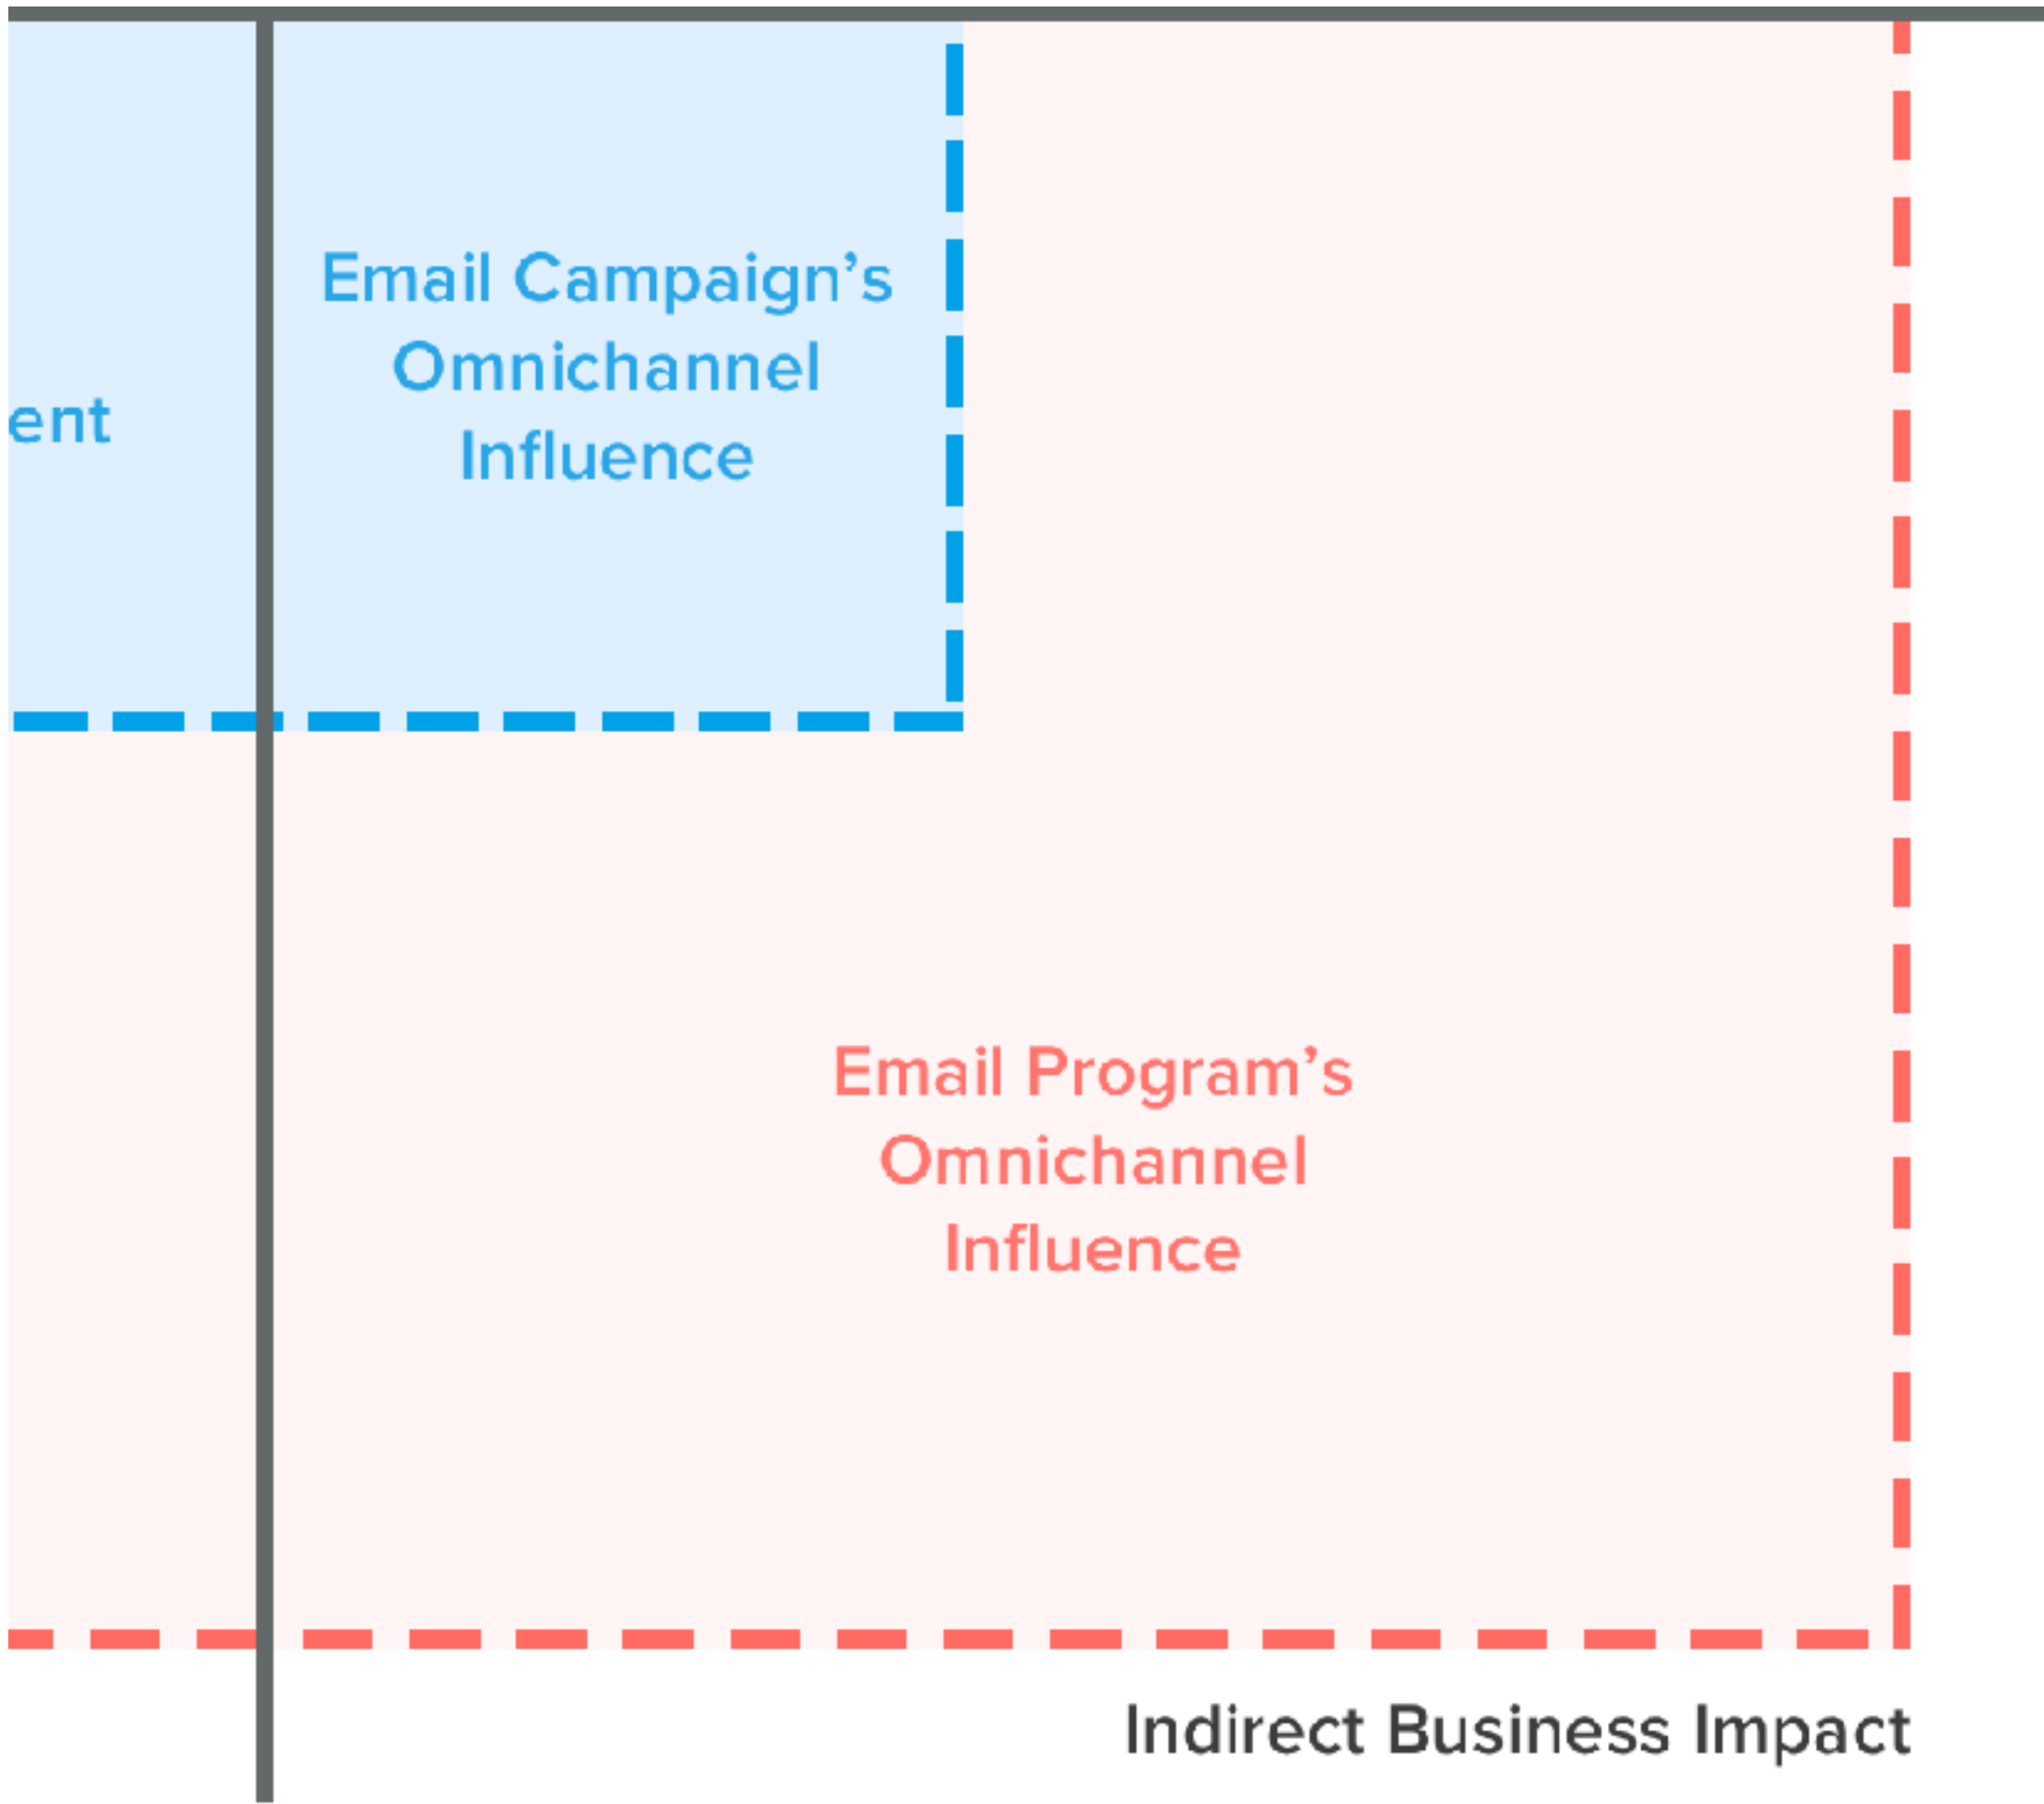 Email Campaign’s
Omnichannel
ent
Influence
Email Program’s
Omnichannel
Influence
Indirect Business Impact